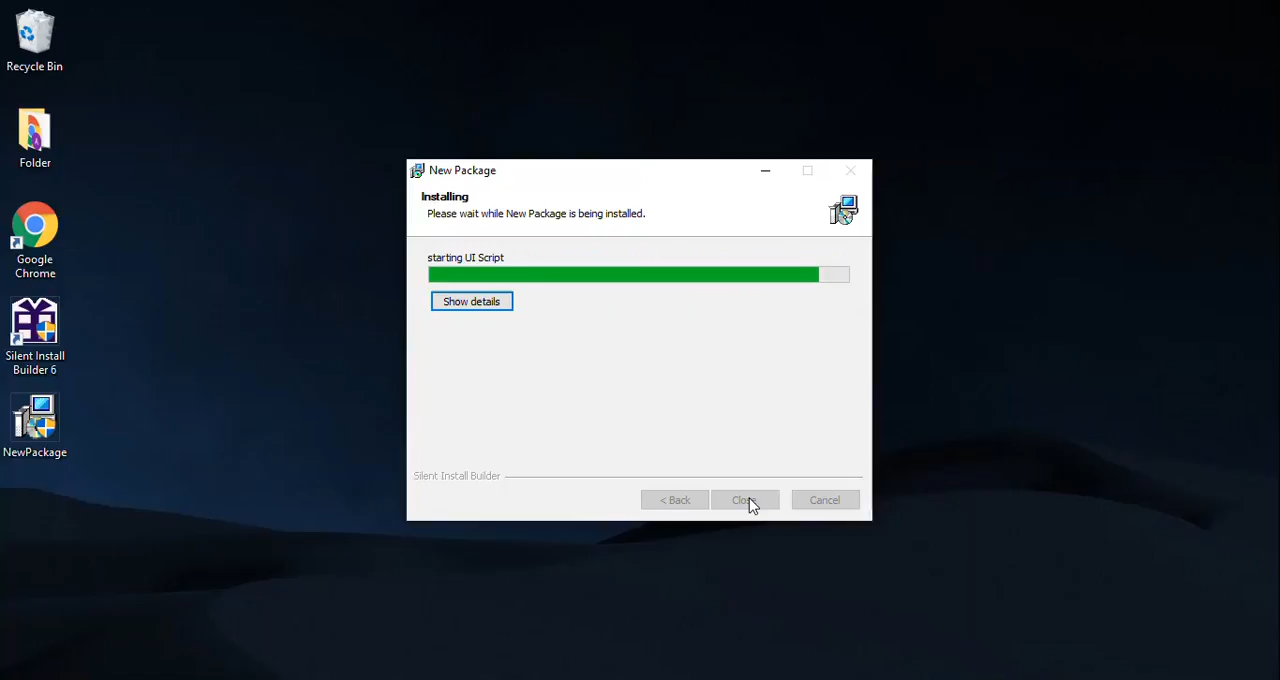 Recycle Bin
Folder
Google
Chrome
Silent Install
Builder 6
NewPackage
New Package
Installing
Please wait while New Package is being installed.
starting UI Script
Show details
Silent Install Builder
< Back
Close
Cancel